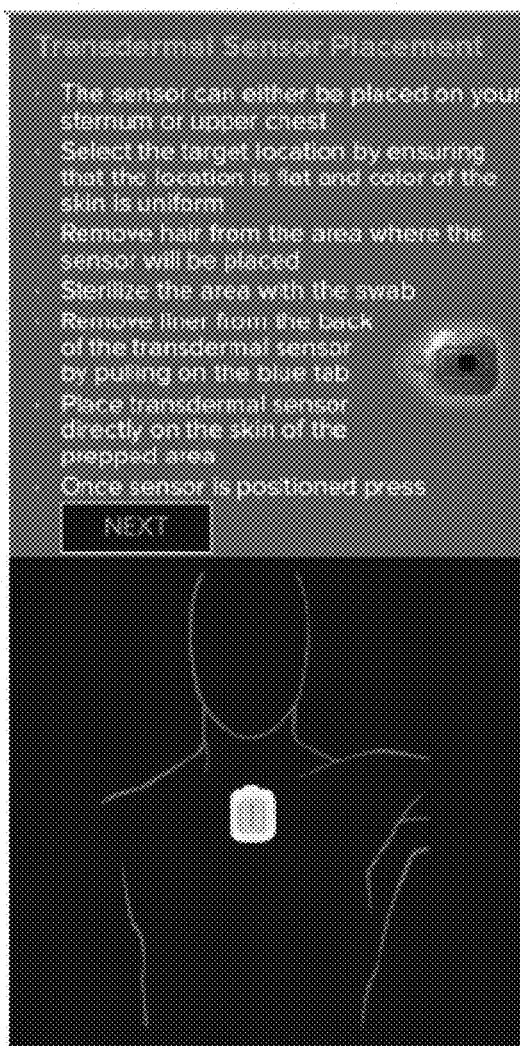 Transdermal Sensor Placement
The sensor can either be placed on your
sternum or upper chest
Select the target location by ensuring
that the location is flat and color of the
skin is uniform
Remove hair from the area where the
sensor will be placed
Sterilize the area with the swab
Remove liner from the back
of the transdermal sensor
by pulling on the blue tab
Place transdermal sensor
directly on the skin of the
prepped area
Once sensor is postioned press
NEXT